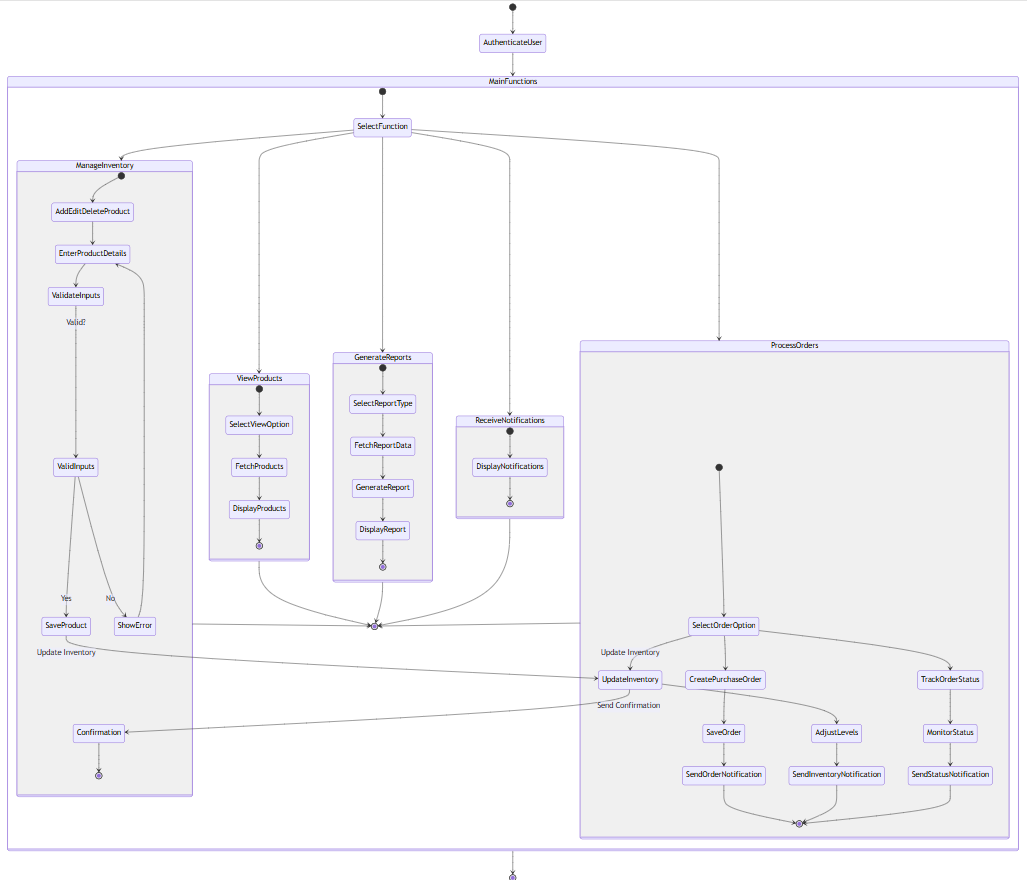 AuthenticateUser
MainFunctions
SelectFunction
ManageInventory
AddEditDeleteProduct
EnterProductDetails
ValidateInputs
Valid?
ValidInputs
Yes
No
SaveProduct
ShowError
Update Inventory
Confirmation
ViewProducts
SelectViewOption
FetchProducts
DisplayProducts
GenerateReports
SelectReportType
FetchReportData
GenerateReport
DisplayReport
ReceiveNotifications
DisplayNotifications
ProcessOrders
SelectOrderOption
Update Inventory
UpdateInventory
CreatePurchaseOrder
TrackOrderStatus
Send Confirmation
SaveOrder
AdjustLevels
MonitorStatus
SendOrderNotification
SendInventoryNotification
SendStatusNotification